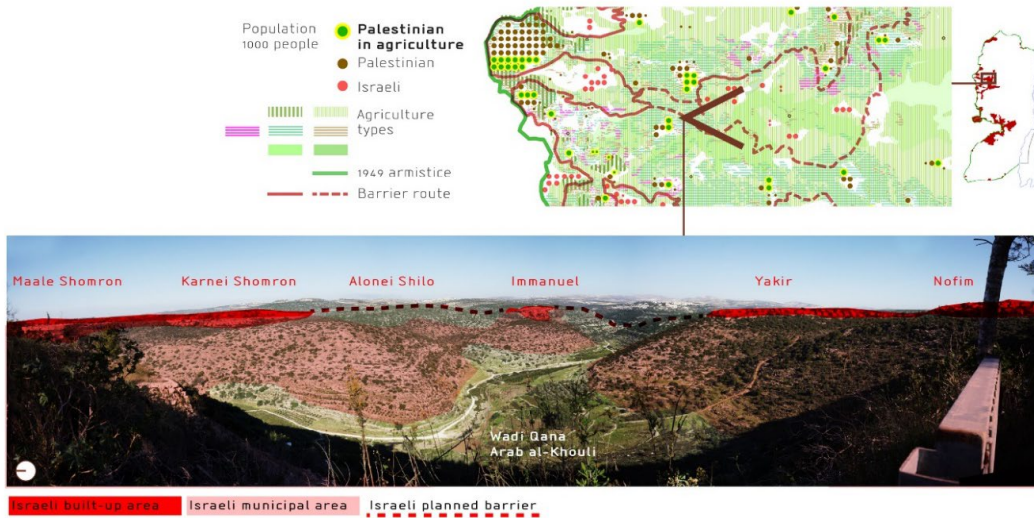 Population
1000 people
Palestinian
in agriculture
Palestinian
Israeli
Agriculture
types
1949 armistice
Barrier route
Maale Shomron
Karnei Shomron
Alonei Shilo
Immanuel
Yakir
Nofim
Wadi Qana
Arab al-Khouli
Israeli built-up area
Israeli municipal area
Israeli planned barrier